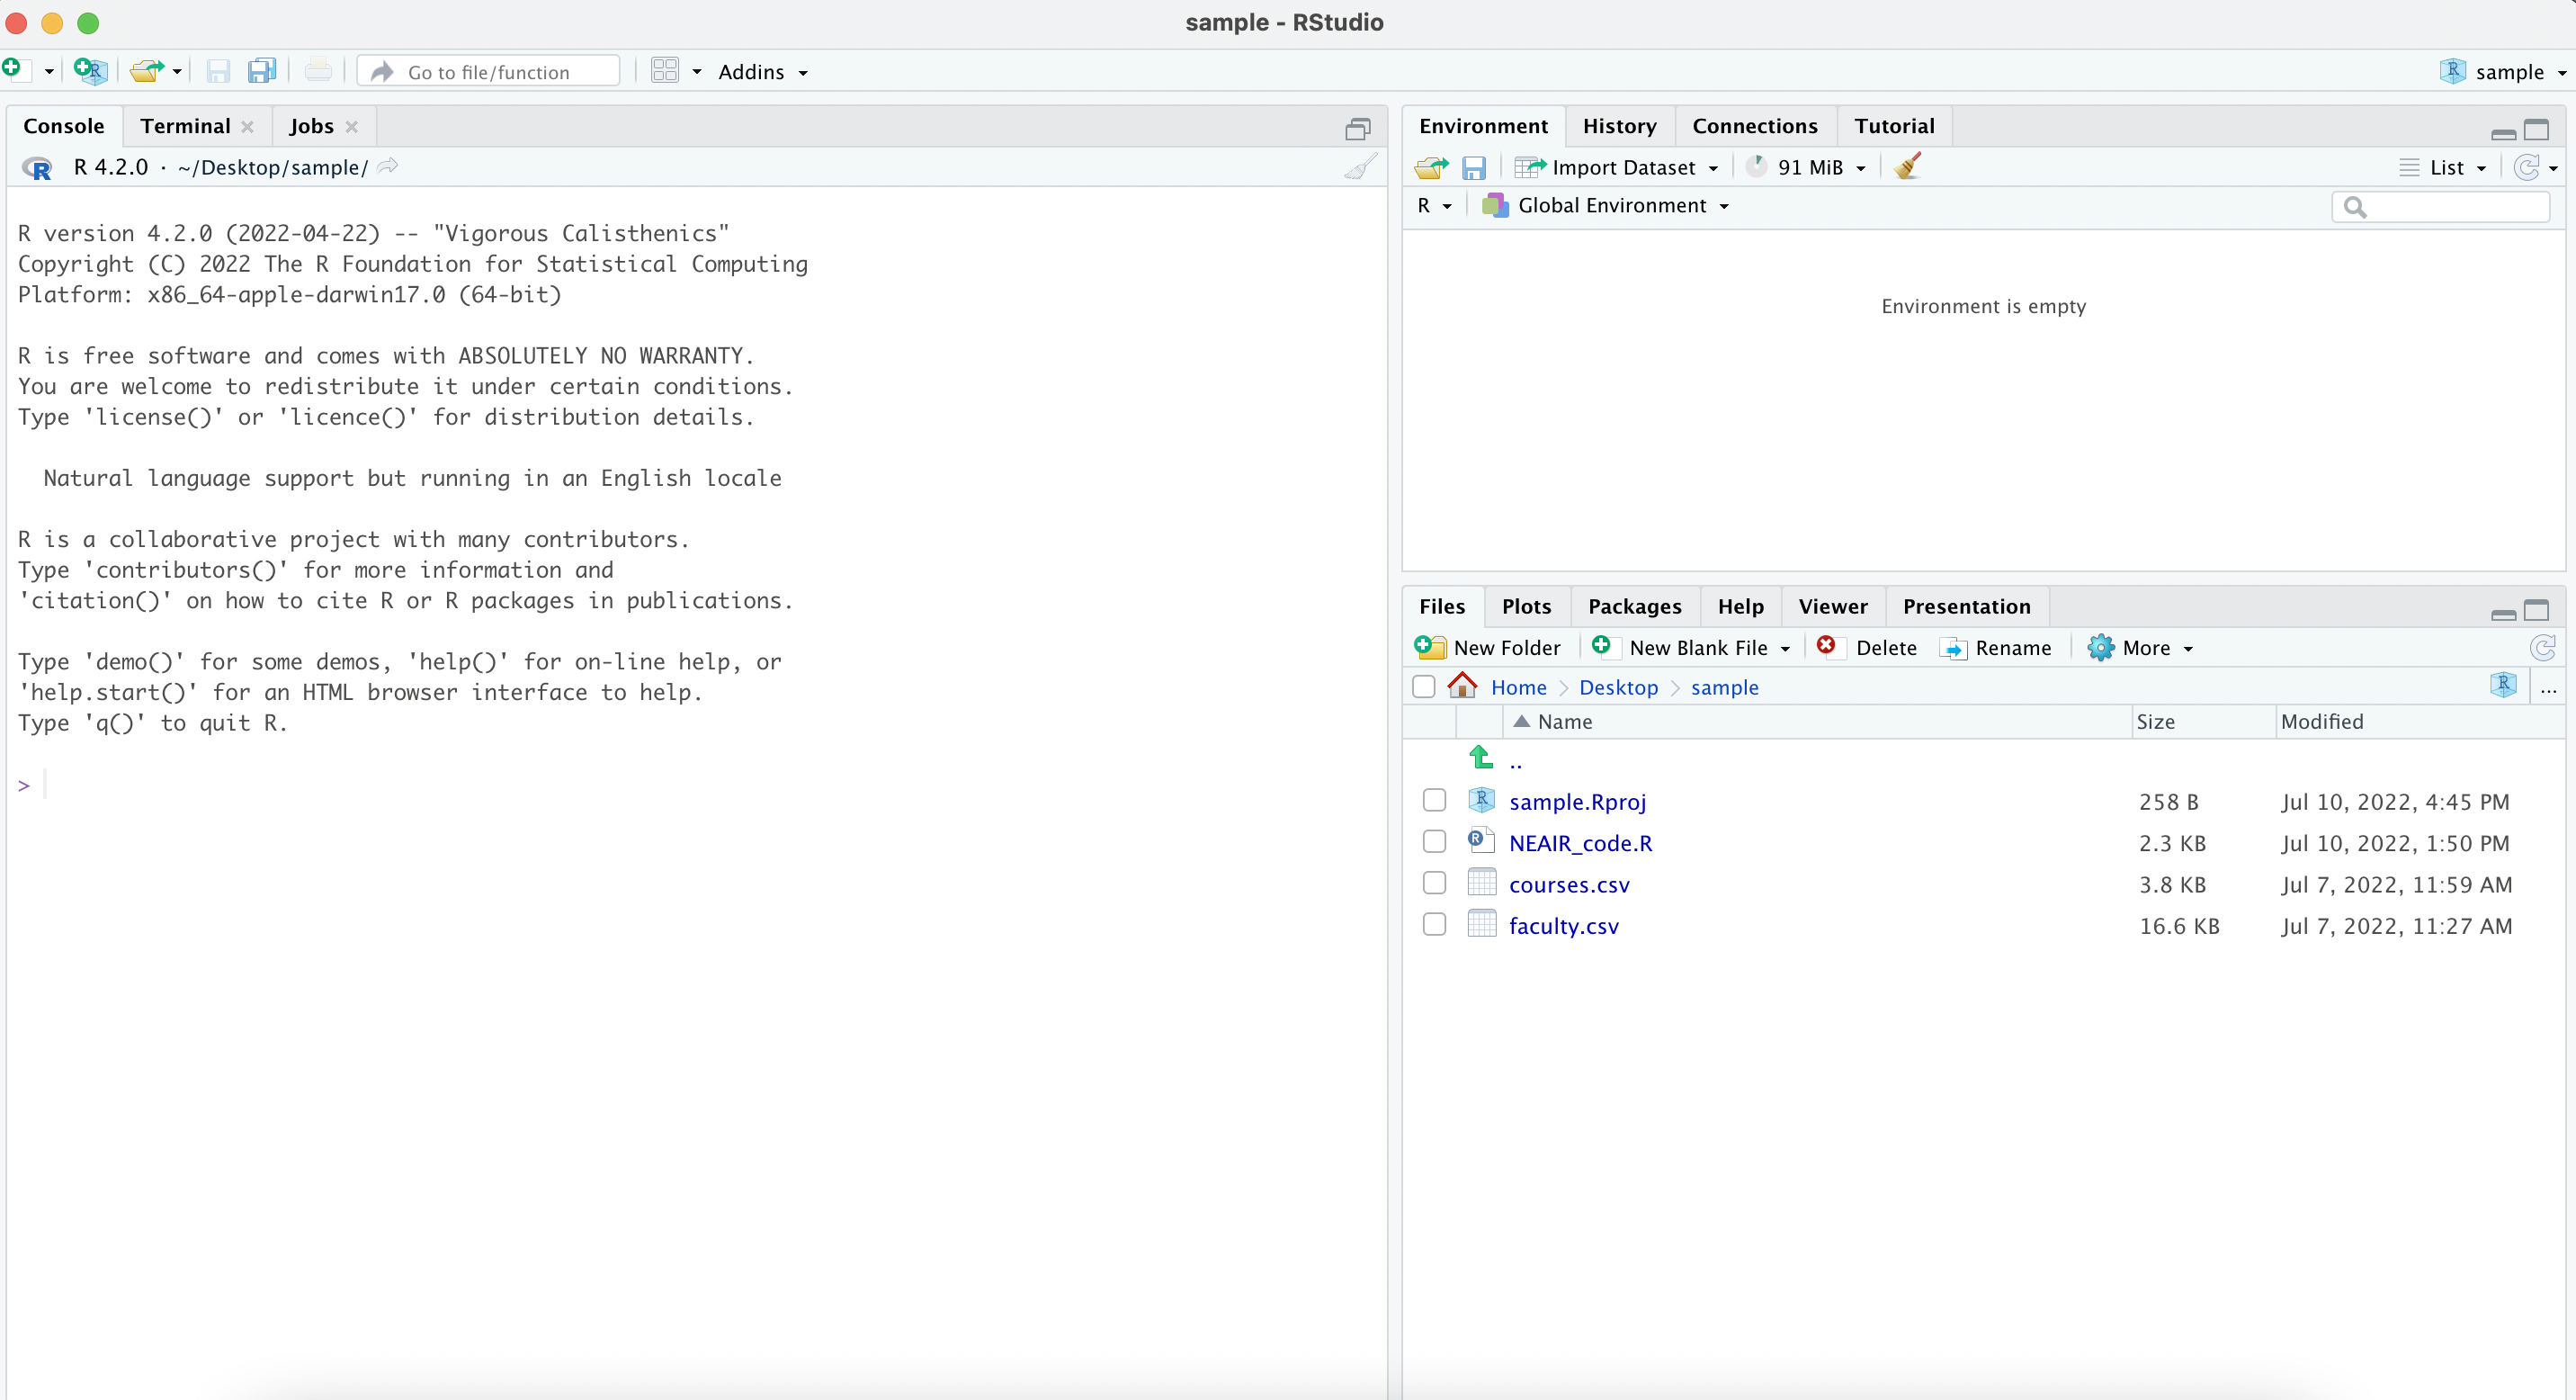 sample - RStudio
Go to file/function
Addins
sample
Console Terminal Jobs
R 4.2.0 · ~/Desktop/sample/
R version 4.2.0 (2022-04-22) -- "Vigorous Calisthenics"
Copyright (C) 2022 The R Foundation for Statistical Computing
Platform: x86_64-apple-darwin17.0 (64-bit)
R is free software and comes with ABSOLUTELY NO WARRANTY.
You are welcome to redistribute it under certain conditions.
Type 'license()' or 'licence()' for distribution details.
Natural language support but running in an English locale
R is a collaborative project with many contributors.
Type 'contributors()' for more information and
'citation()' on how to cite R or R packages in publications.
Type 'demo()' for some demos, 'help()' for on-line help, or
'help.start()' for an HTML browser interface to help.
Type 'q()' to quit R.
>
Environment History Connections Tutorial
Import Dataset 91 MiB List
R Global Environment
Environment is empty
Files Plots Packages Help Viewer Presentation
New Folder New Blank File Delete Rename More
Home Desktop sample ...
Name Size Modified
..
sample.Rproj 258 B Jul 10, 2022, 4:45 PM
NEAIR_code.R 2.3 KB Jul 10, 2022, 1:50 PM
courses.csv 3.8 KB Jul 7, 2022, 11:59 AM
faculty.csv 16.6 KB Jul 7, 2022, 11:27 AM